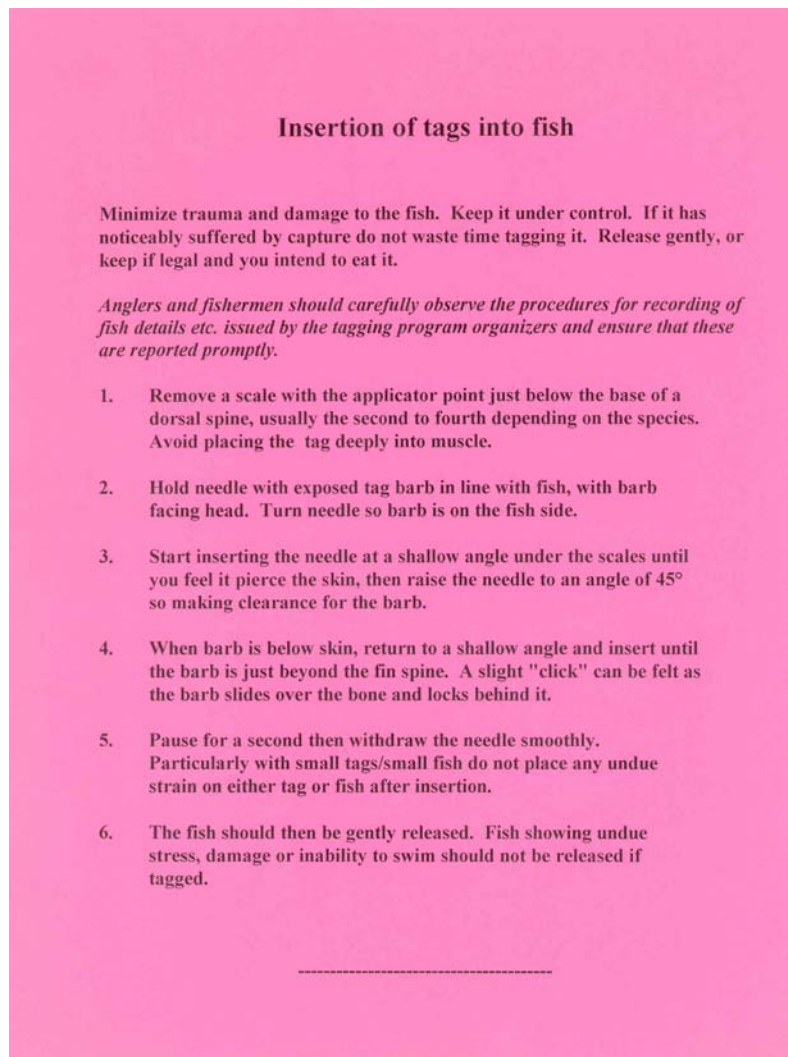 Insertion of tags into fish
Minimize trauma and damage to the fish. Keep it under control. If it has
noticeably suffered by capture do not waste time tagging it. Release gently, or
keep if legal and you intend to eat it.
Anglers and fishermen should carefully observe the procedures for recording of
fish details etc. issued by the tagging program organizers and ensure that these
are reported promptly.
1. Remove a scale with the applicator point just below the base of a
dorsal spine, usually the second to fourth depending on the species.
Avoid placing the tag deeply into muscle.
2. Hold needle with exposed tag barb in line with fish, with barb
facing head. Turn needle so barb is on the fish side.
3. Start inserting the needle at a shallow angle under the scales until
you feel it pierce the skin, then raise the needle to an angle of 45°
so making clearance for the barb.
4. When barb is below skin, return to a shallow angle and insert until
the barb is just beyond the fin spine. A slight "click" can be felt as
the barb slides over the bone and locks behind it.
5. Pause for a second then withdraw the needle smoothly.
Particularly with small tags/small fish do not place any undue
strain on either tag or fish after insertion.
6. The fish should then be gently released. Fish showing undue
stress, damage or inability to swim should not be released if
tagged.